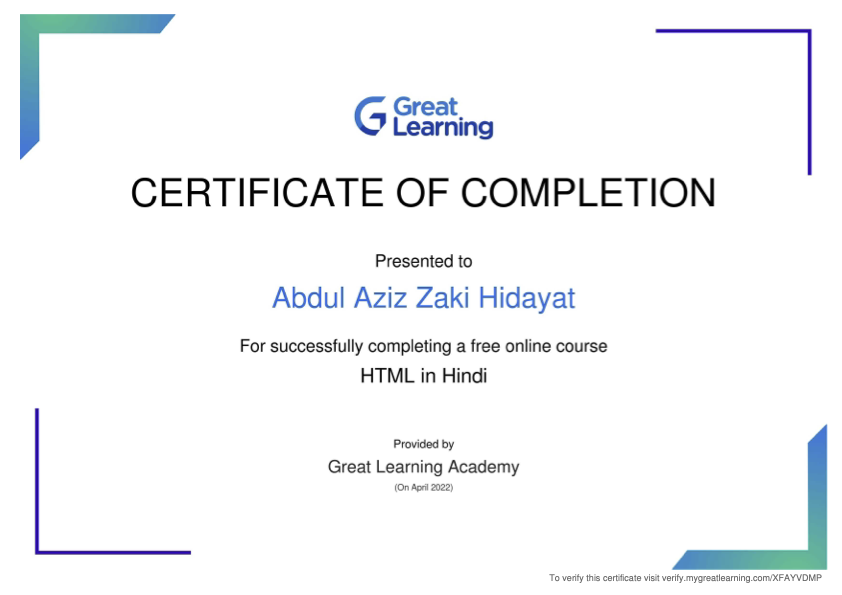 Great
Learning
CERTIFICATE OF COMPLETION
Presented to
Abdul Aziz Zaki Hidayat
For successfully completing a free online course
HTML in Hindi
Provided by
Great Learning Academy
(On April 2022)
To verify this certificate visit verify.mygreatlearning.com/XFAYVDMP